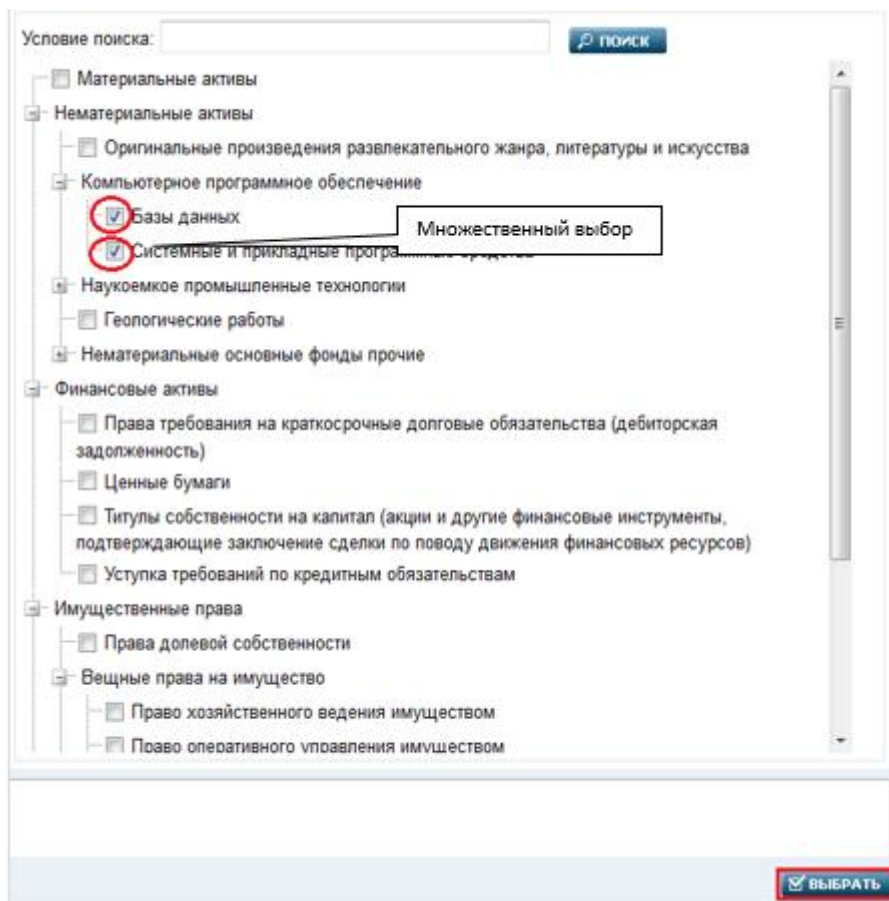 Условие поиска:
ПОИСК
Материальные активы
Нематериальные активы
Оригинальные произведения развлекательного жанра, литературы и искусства
Компьютерное программное обеспечение
Базы данных
Множественный выбор
Системные и прикладные программные средства
Наукоемкое промышленные технологии
Геологические работы
Нематериальные основные фонды прочие
Финансовые активы
Права требования на краткосрочные долговые обязательства (дебиторская
задолженность)
Ценные бумаги
Титулы собственности на капитал (акции и другие финансовые инструменты,
подтверждающие заключение сделки по поводу движения финансовых ресурсов)
Уступка требований по кредитным обязательствам
Имущественные права
Права долевой собственности
Вещные права на имущество
Право хозяйственного ведения имуществом
Право оперативного управления имуществом
ВЫБРАТЬ